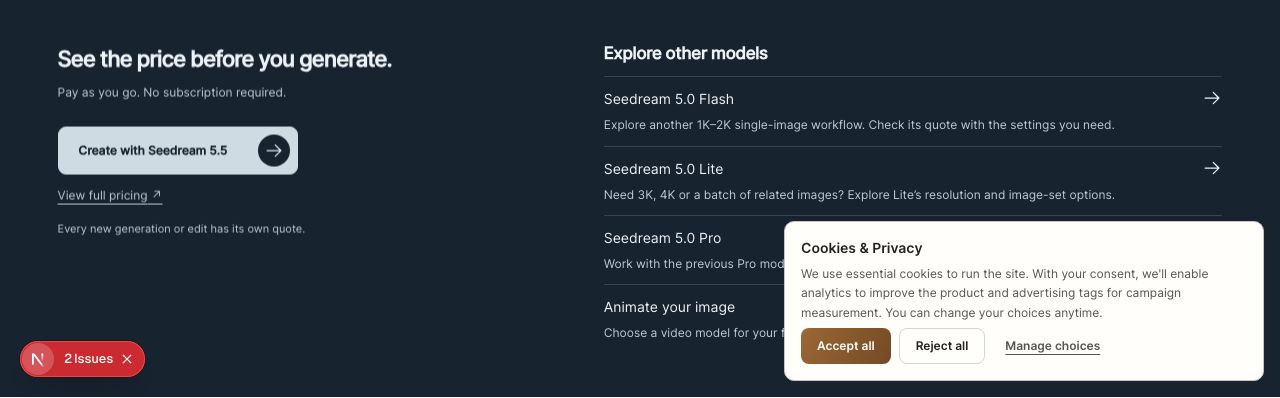 See the price before you generate.
Pay as you go. No subscription required.
Create with Seedream 5.5
View full pricing ↗
Every new generation or edit has its own quote.
Explore other models
Seedream 5.0 Flash
Explore another 1K–2K single-image workflow. Check its quote with the settings you need.
Seedream 5.0 Lite
Need 3K, 4K or a batch of related images? Explore Lite’s resolution and image-set options.
Seedream 5.0 Pro
Work with the previous Pro
Animate your image
Choose a video model for your
Cookies & Privacy
We use essential cookies to run the site. With your consent, we'll enable
analytics to improve the product and advertising tags for campaign
measurement. You can change your choices anytime.
Accept all
Reject all
Manage choices
N
2 Issues